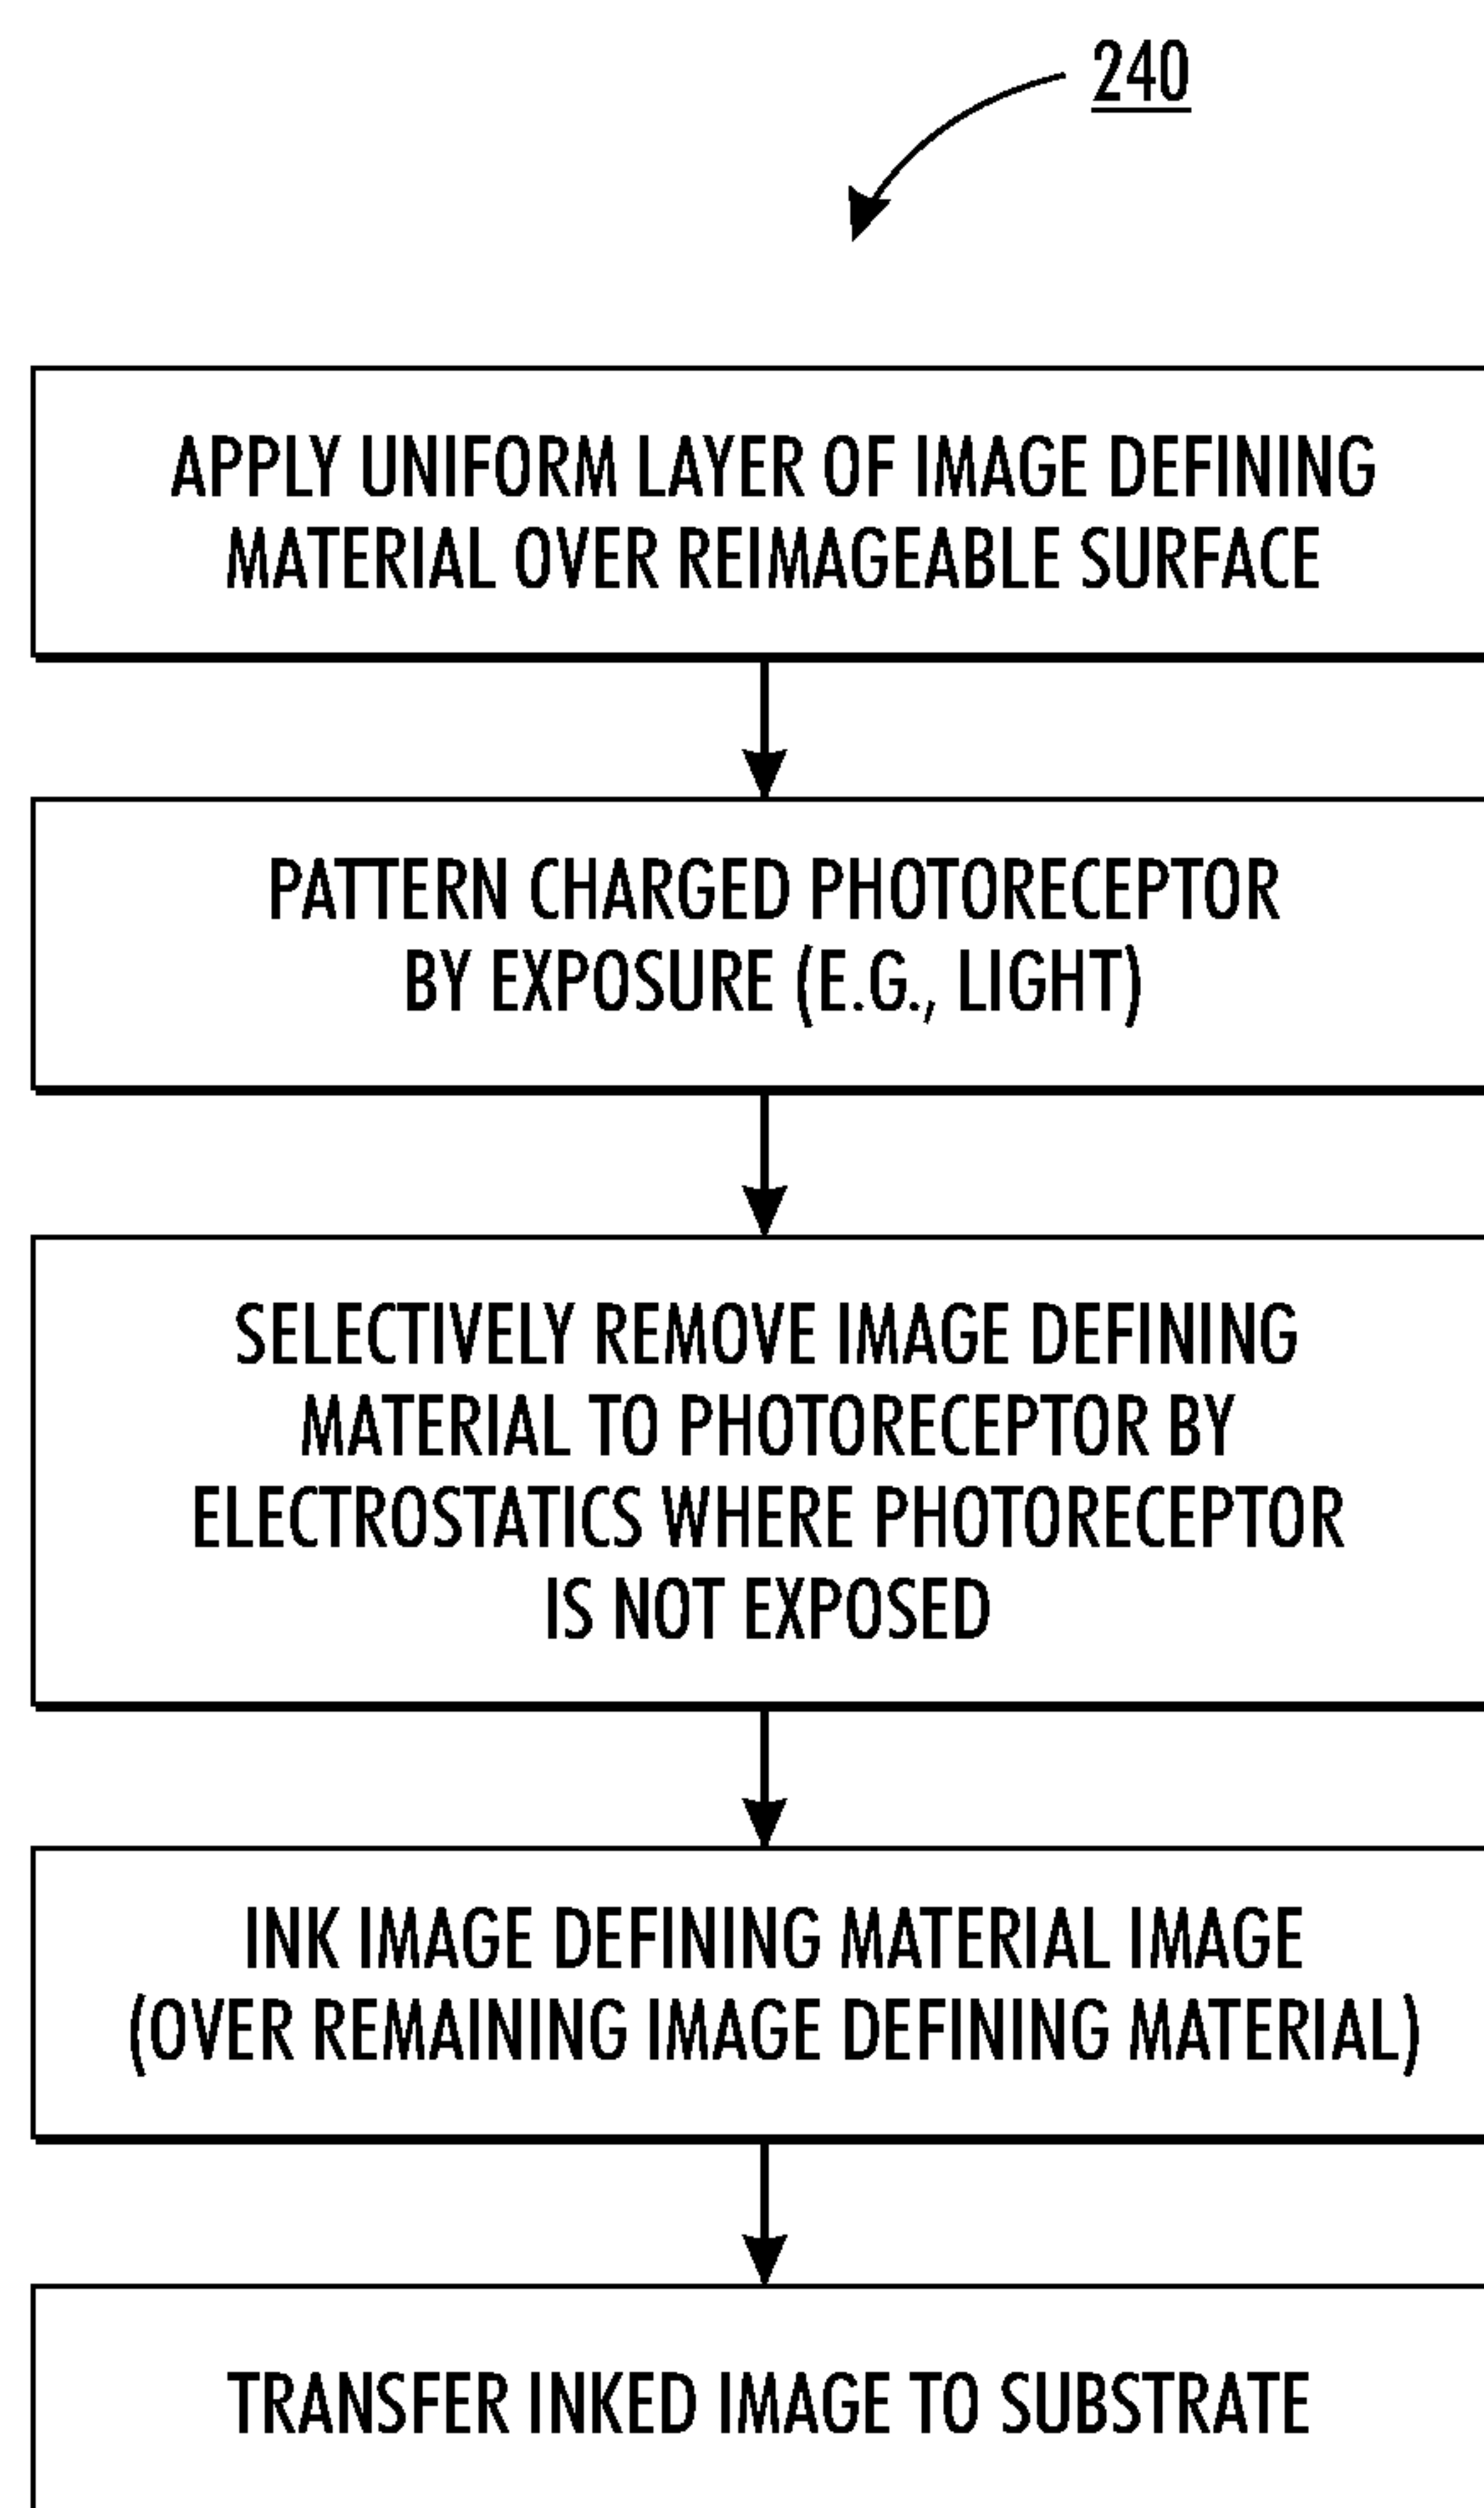 240
APPLY UNIFORM LAYER OF IMAGE DEFINING
MATERIAL OVER REIMAGEABLE SURFACE
PATTERN CHARGED PHOTORECEPTOR
BY EXPOSURE (E.G., LIGHT)
SELECTIVELY REMOVE IMAGE DEFINING
MATERIAL TO PHOTORECEPTOR BY
ELECTROSTATICS WHERE PHOTORECEPTOR
IS NOT EXPOSED
INK IMAGE DEFINING MATERIAL IMAGE
(OVER REMAINING IMAGE DEFINING MATERIAL)
TRANSFER INKED IMAGE TO SUBSTRATE